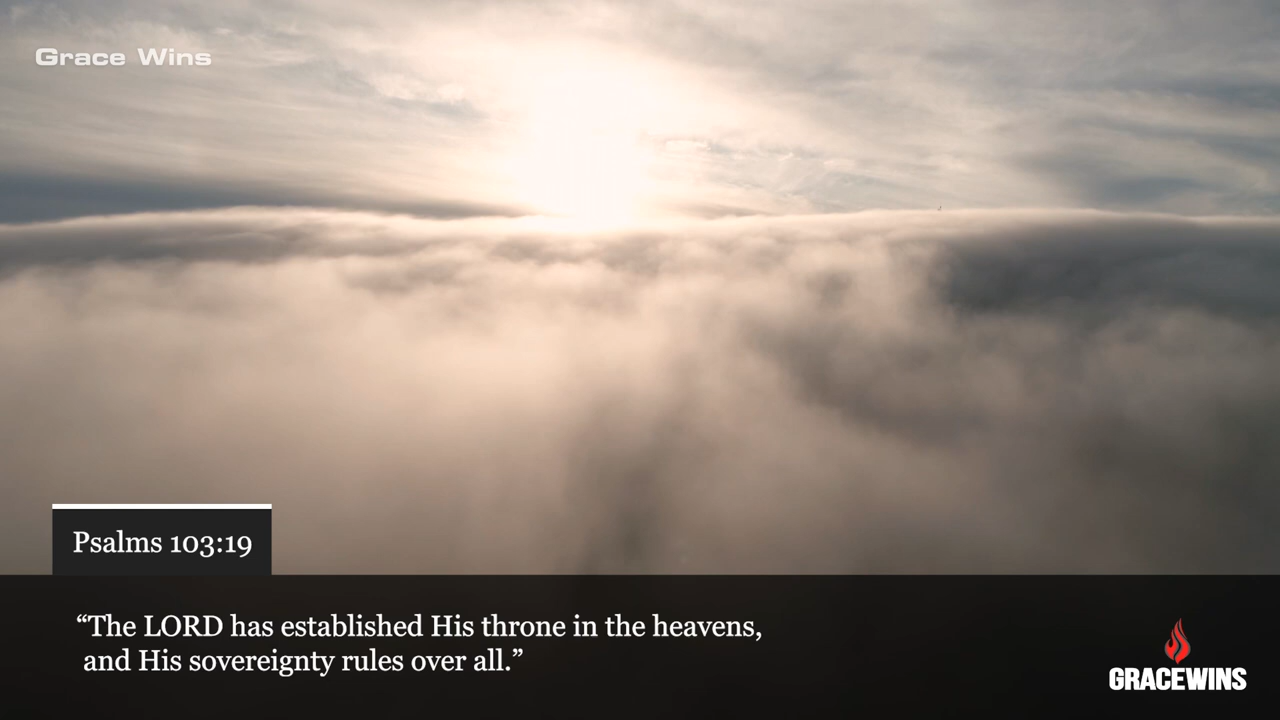 Grace Wins
Psalms 103:19
“The LORD has established His throne in the heavens,
and His sovereignty rules over all.”
GRACEWINS